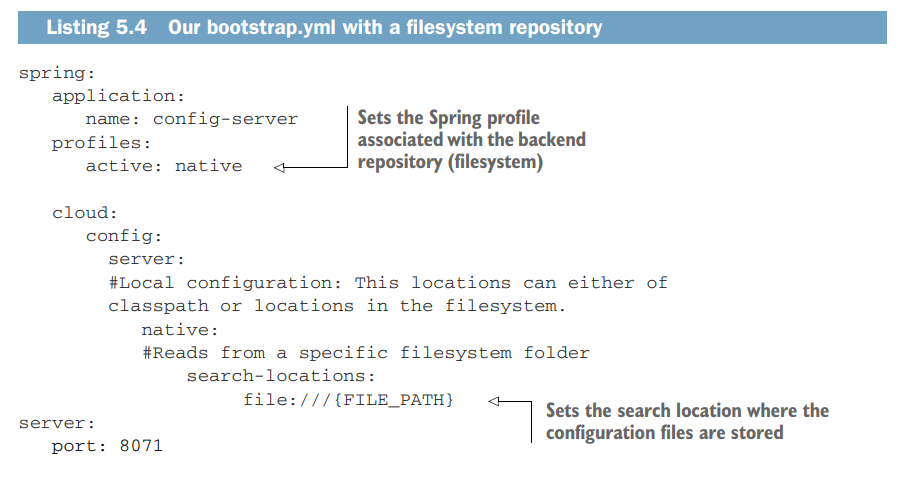 Listing 5.4 Our bootstrap.yml with a filesystem repository
spring:
application:
name: config-server
profiles:
active: native
Sets the Spring profile
associated with the backend
repository (filesystem)
cloud:
config:
server:
#Local configuration: This locations can either of
classpath or locations in the filesystem.
native:
#Reads from a specific filesystem folder
search-locations:
file:///{FILE_PATH}
Sets the search location where the
configuration files are stored
server:
port: 8071